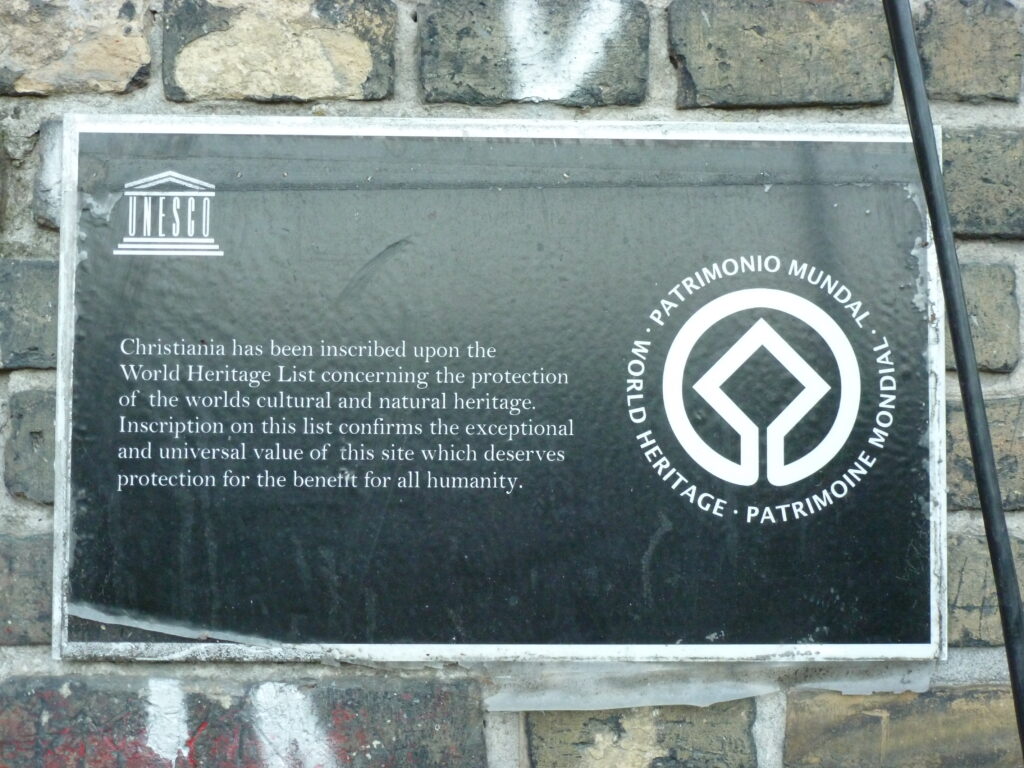 UNESCO
Christiania has been inscribed upon the
World Heritage List concerning the protection
of the worlds cultural and natural heritage.
Inscription on this list confirms the exceptional
and universal value of this site which deserves
protection for the benefit for all humanity.
WORLD HERITAGE · PATRIMOINE MONDIAL · PATRIMONIO MUNDAL ·